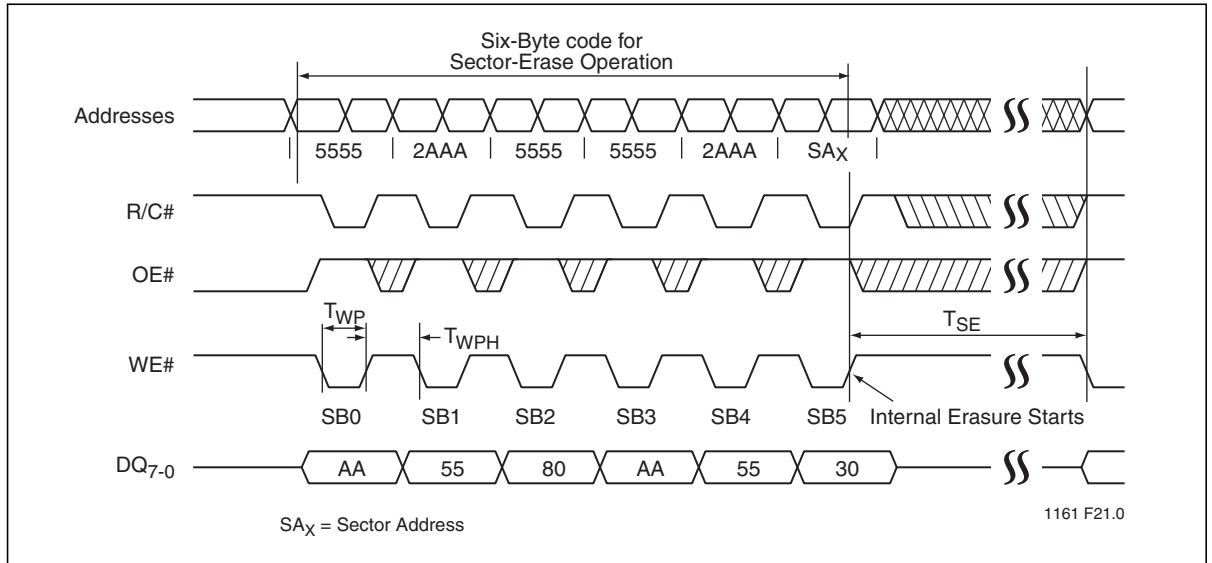 Six-Byte code for
Sector-Erase Operation
Addresses
5555 2AAA 5555 5555 2AAA SAX
R/C#
OE#
TWP
TWPH
TSE
WE#
SB0 SB1 SB2 SB3 SB4 SB5 Internal Erasure Starts
DQ7-0 AA 55 80 AA 55 30
SAX = Sector Address
1161 F21.0